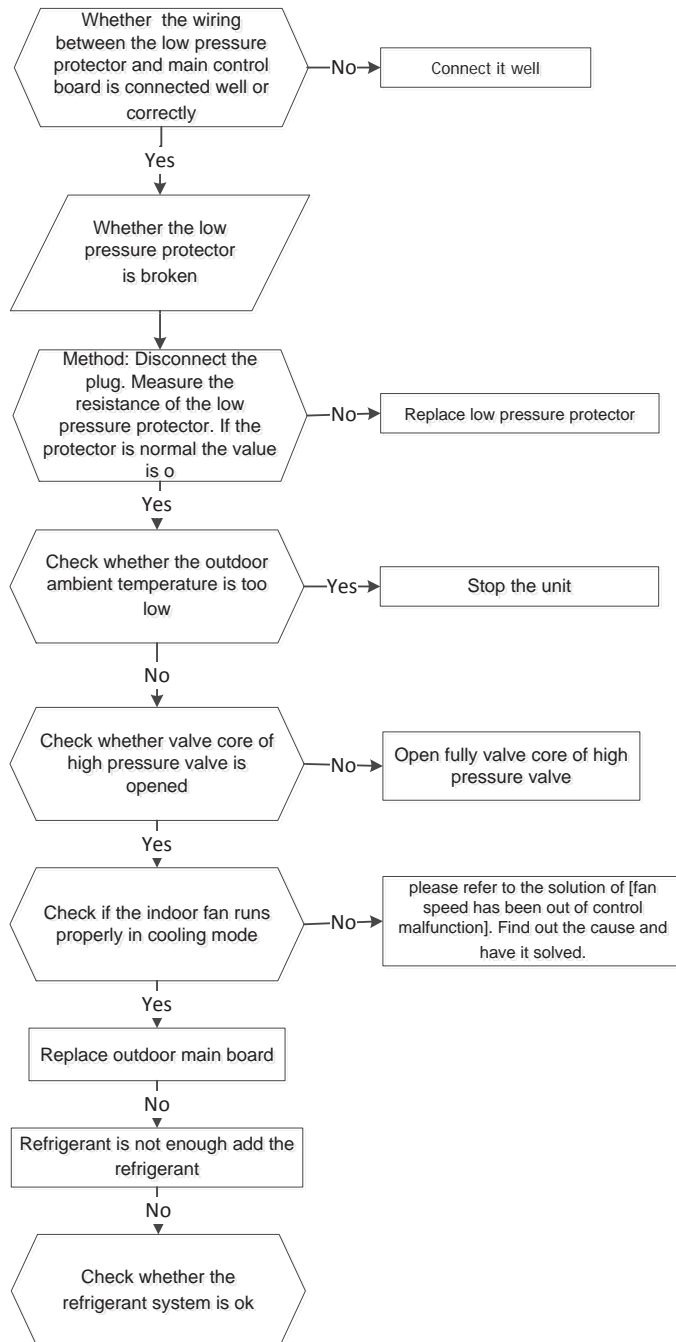 Whether the wiring
between the low pressure
protector and main control
board is connected well or
correctly
No
Connect it well
Yes
Whether the low
pressure protector
is broken
Method: Disconnect the
plug. Measure the
resistance of the low
pressure protector. If the
protector is normal the value
is o
No
Replace low pressure protector
Yes
Check whether the outdoor
ambient temperature is too
low
Yes
Stop the unit
No
Check whether valve core of
high pressure valve is
opened
No
Open fully valve core of high
pressure valve
Yes
Check if the indoor fan runs
properly in cooling mode
No
please refer to the solution of [fan
speed has been out of control
malfunction]. Find out the cause and
have it solved.
Yes
Replace outdoor main board
No
Refrigerant is not enough add the
refrigerant
No
Check whether the
refrigerant system is ok